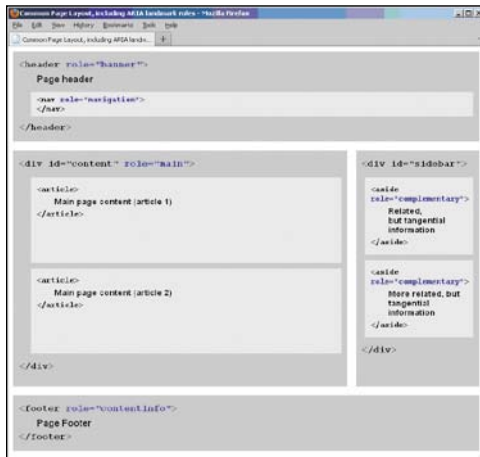 Common Page Layout, including ARIA landmark roles - Mozilla Firefox
File Edit View History Bookmarks Tools Help
Common Page Layout, including ARIA landm...
<header role="banner">
Page header
<nav role="navigation">
</nav>
</header>
<div id="content" role="main">
<article>
Main page content (article 1)
</article>
<article>
Main page content (article 2)
</article>
</div>
<div id="sidebar">
<aside
role="complementary">
Related,
but tangential
information
</aside>
<aside
role="complementary">
More related, but
tangential
information
</aside>
</div>
<footer role="contentinfo">
Page Footer
</footer>